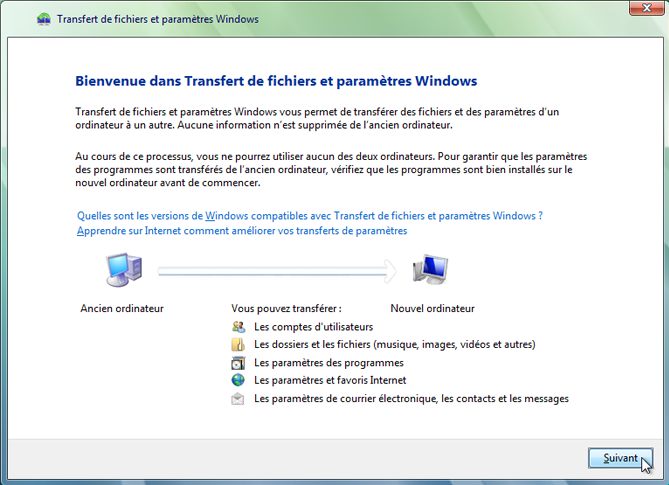 Transfert de fichiers et paramètres Windows
Bienvenue dans Transfert de fichiers et paramètres Windows
Transfert de fichiers et paramètres Windows vous permet de transférer des fichiers et des paramètres d'un
ordinateur à un autre. Aucune information n'est supprimée de l'ancien ordinateur.
Au cours de ce processus, vous ne pourrez utiliser aucun des deux ordinateurs. Pour garantir que les paramètres
des programmes sont transférés de l'ancien ordinateur, vérifiez que les programmes sont bien installés sur le
nouvel ordinateur avant de commencer.
Quelles sont les versions de Windows compatibles avec Transfert de fichiers et paramètres Windows ?
Apprendre sur Internet comment améliorer vos transferts de paramètres
Ancien ordinateur
Vous pouvez transférer :
Nouvel ordinateur
Les comptes d'utilisateurs
Les dossiers et les fichiers (musique, images, vidéos et autres)
Les paramètres des programmes
Les paramètres et favoris Internet
Les paramètres de courrier électronique, les contacts et les messages
Suivant